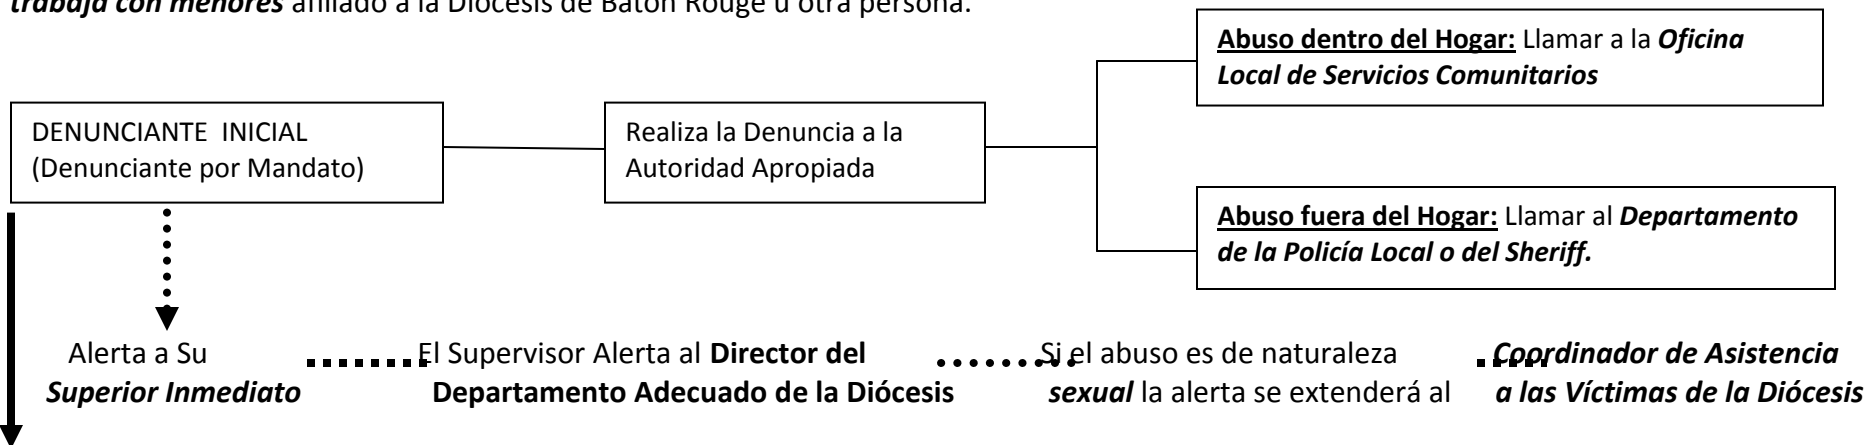 trabaja con menores afiliado a la Diócesis de Baton Rouge u otra persona.
Abuso dentro del Hogar: Llamar a la Oficina
Local de Servicios Comunitarios
DENUNCIANTE INICIAL
(Denunciante por Mandato)
Realiza la Denuncia a la
Autoridad Apropiada
Abuso fuera del Hogar: Llamar al Departamento
de la Policía Local o del Sheriff.
Alerta a Su
Superior Inmediato
El Supervisor Alerta al Director del
Departamento Adecuado de la Diócesis
Si el abuso es de naturaleza
sexual la alerta se extenderá al
Coordinador de Asistencia
a las Víctimas de la Diócesis